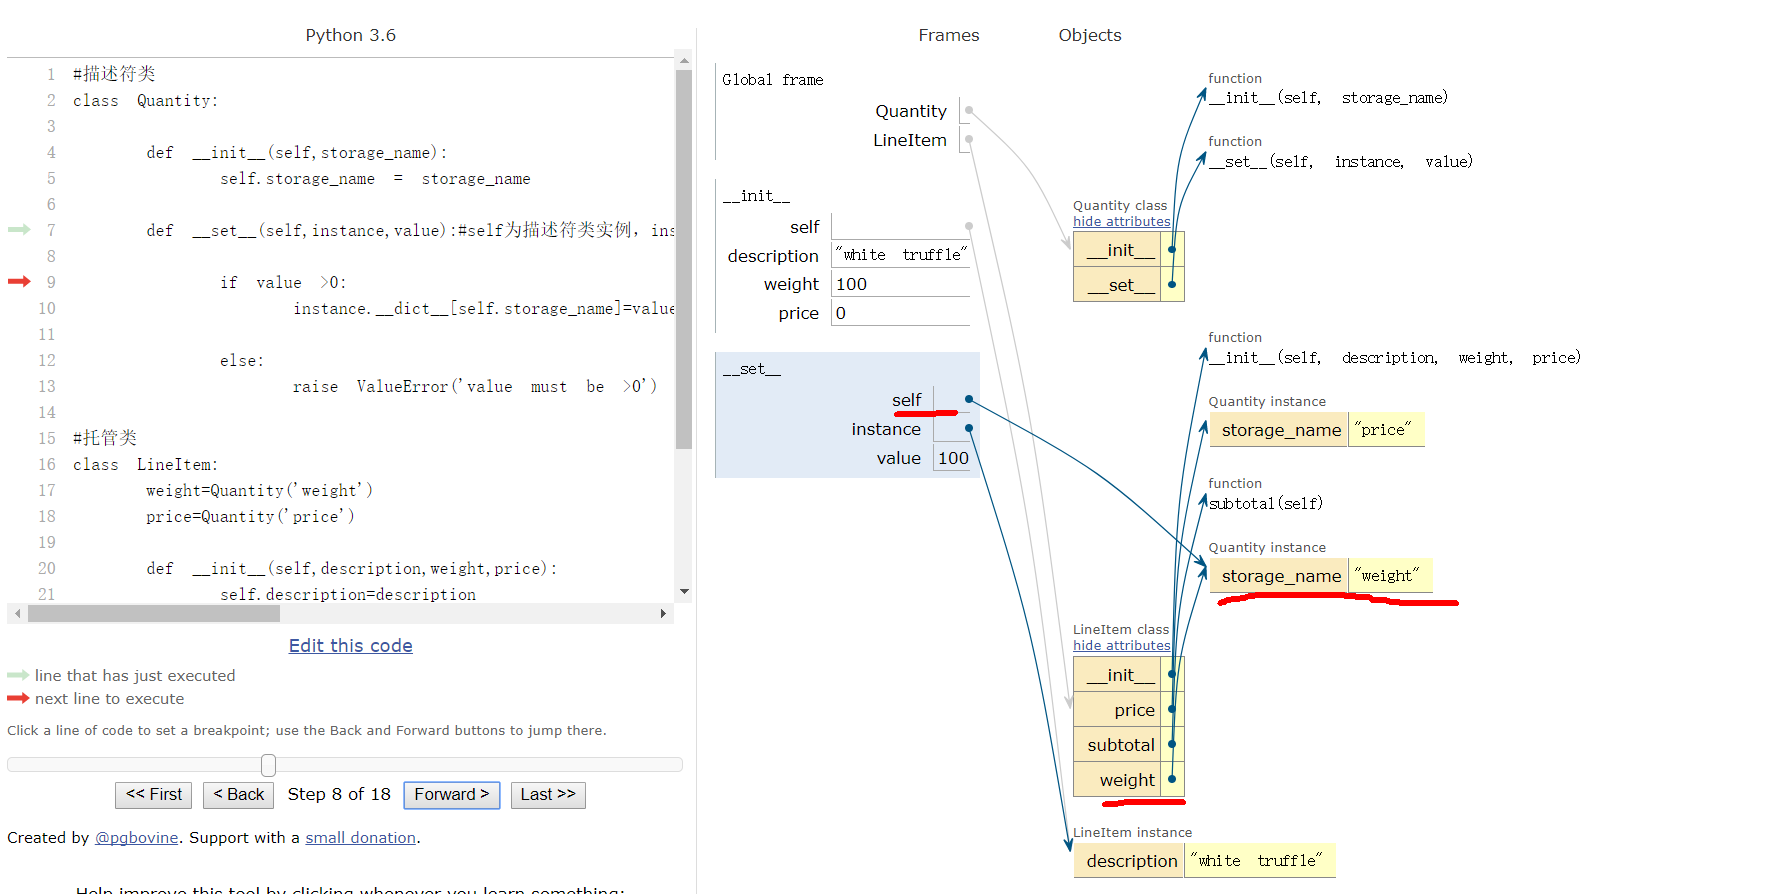 Python 3.6
1 #描述符类
2 class Quantity:
3
4 def __init__(self,storage_name):
5 self.storage_name = storage_name
6
7 def __set__(self,instance,value):#self为描述符类实例，ins
8
9 if value >0:
10 instance.__dict__[self.storage_name]=value
11
12 else:
13 raise ValueError('value must be >0')
14
15 #托管类
16 class LineItem:
17 weight=Quantity('weight')
18 price=Quantity('price')
19
20 def __init__(self,description,weight,price):
21 self.description=description
Edit this code
line that has just executed
next line to execute
Click a line of code to set a breakpoint; use the Back and Forward buttons to jump there.
<< First < Back Step 8 of 18 Forward > Last >>
Created by @pgbovine. Support with a small donation.
Help improve this tool by clicking whenever you learn something:
Frames Objects
Global frame
Quantity
LineItem
__init__
self
description "white truffle"
weight 100
price 0
__set__
self
instance
value 100
function
__init__(self, storage_name)
function
__set__(self, instance, value)
Quantity class
hide attributes
__init__
__set__
function
__init__(self, description, weight, price)
Quantity instance
storage_name "price"
function
subtotal(self)
Quantity instance
storage_name "weight"
LineItem class
hide attributes
__init__
price
subtotal
weight
LineItem instance
description "white truffle"